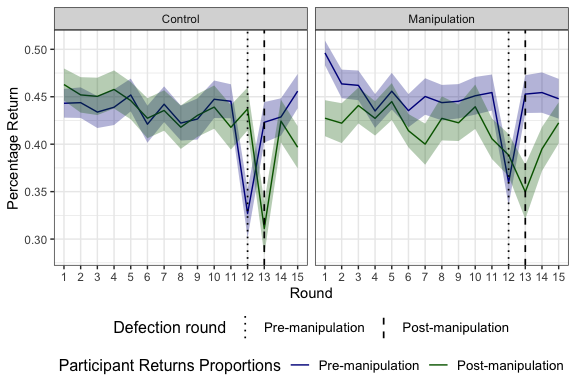 Control Manipulation
0.50
0.45
0.40
0.35
0.30
Percentage Return
1 2 3 4 5 6 7 8 9 10 11 12 13 14 15 1 2 3 4 5 6 7 8 9 10 11 12 13 14 15
Round
Defection round Pre-manipulation Post-manipulation
Participant Returns Proportions Pre-manipulation Post-manipulation